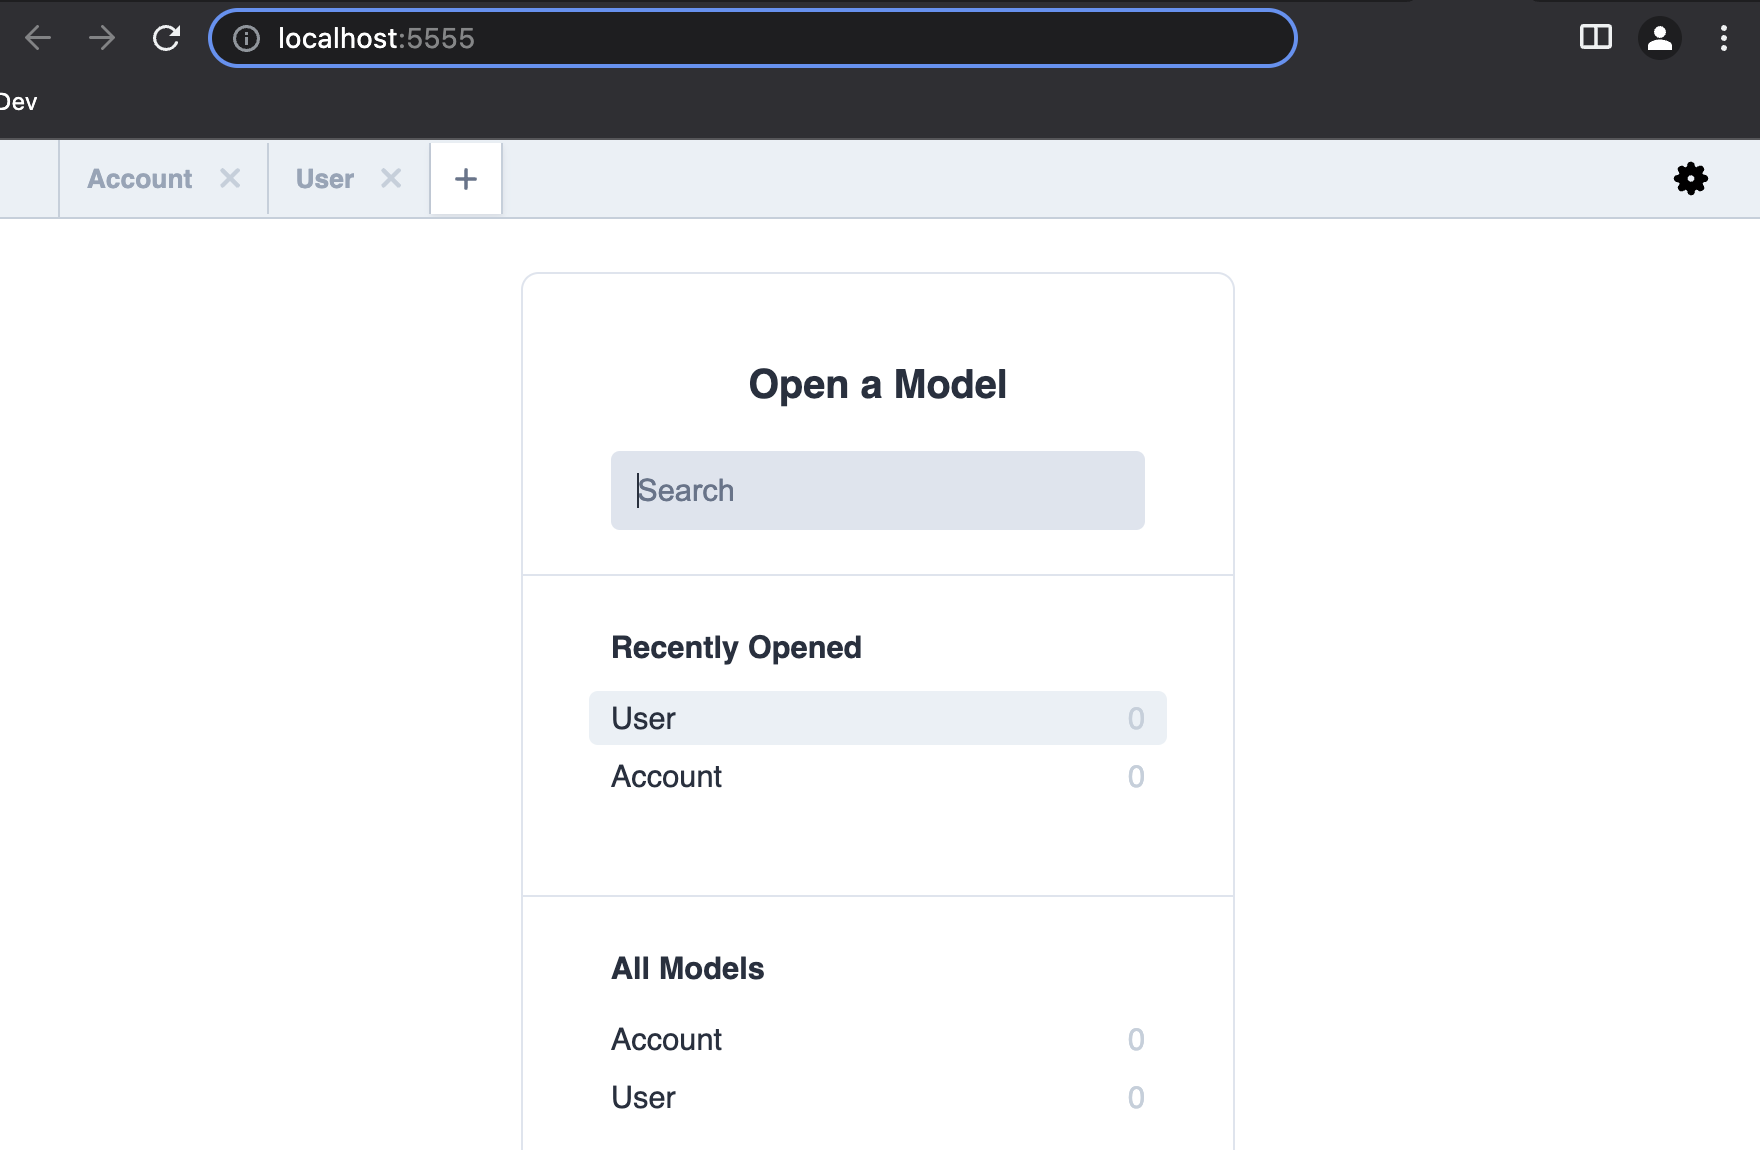 localhost:5555
Dev
Account User
Open a Model
Search
Recently Opened
User 0
Account 0
All Models
Account 0
User 0